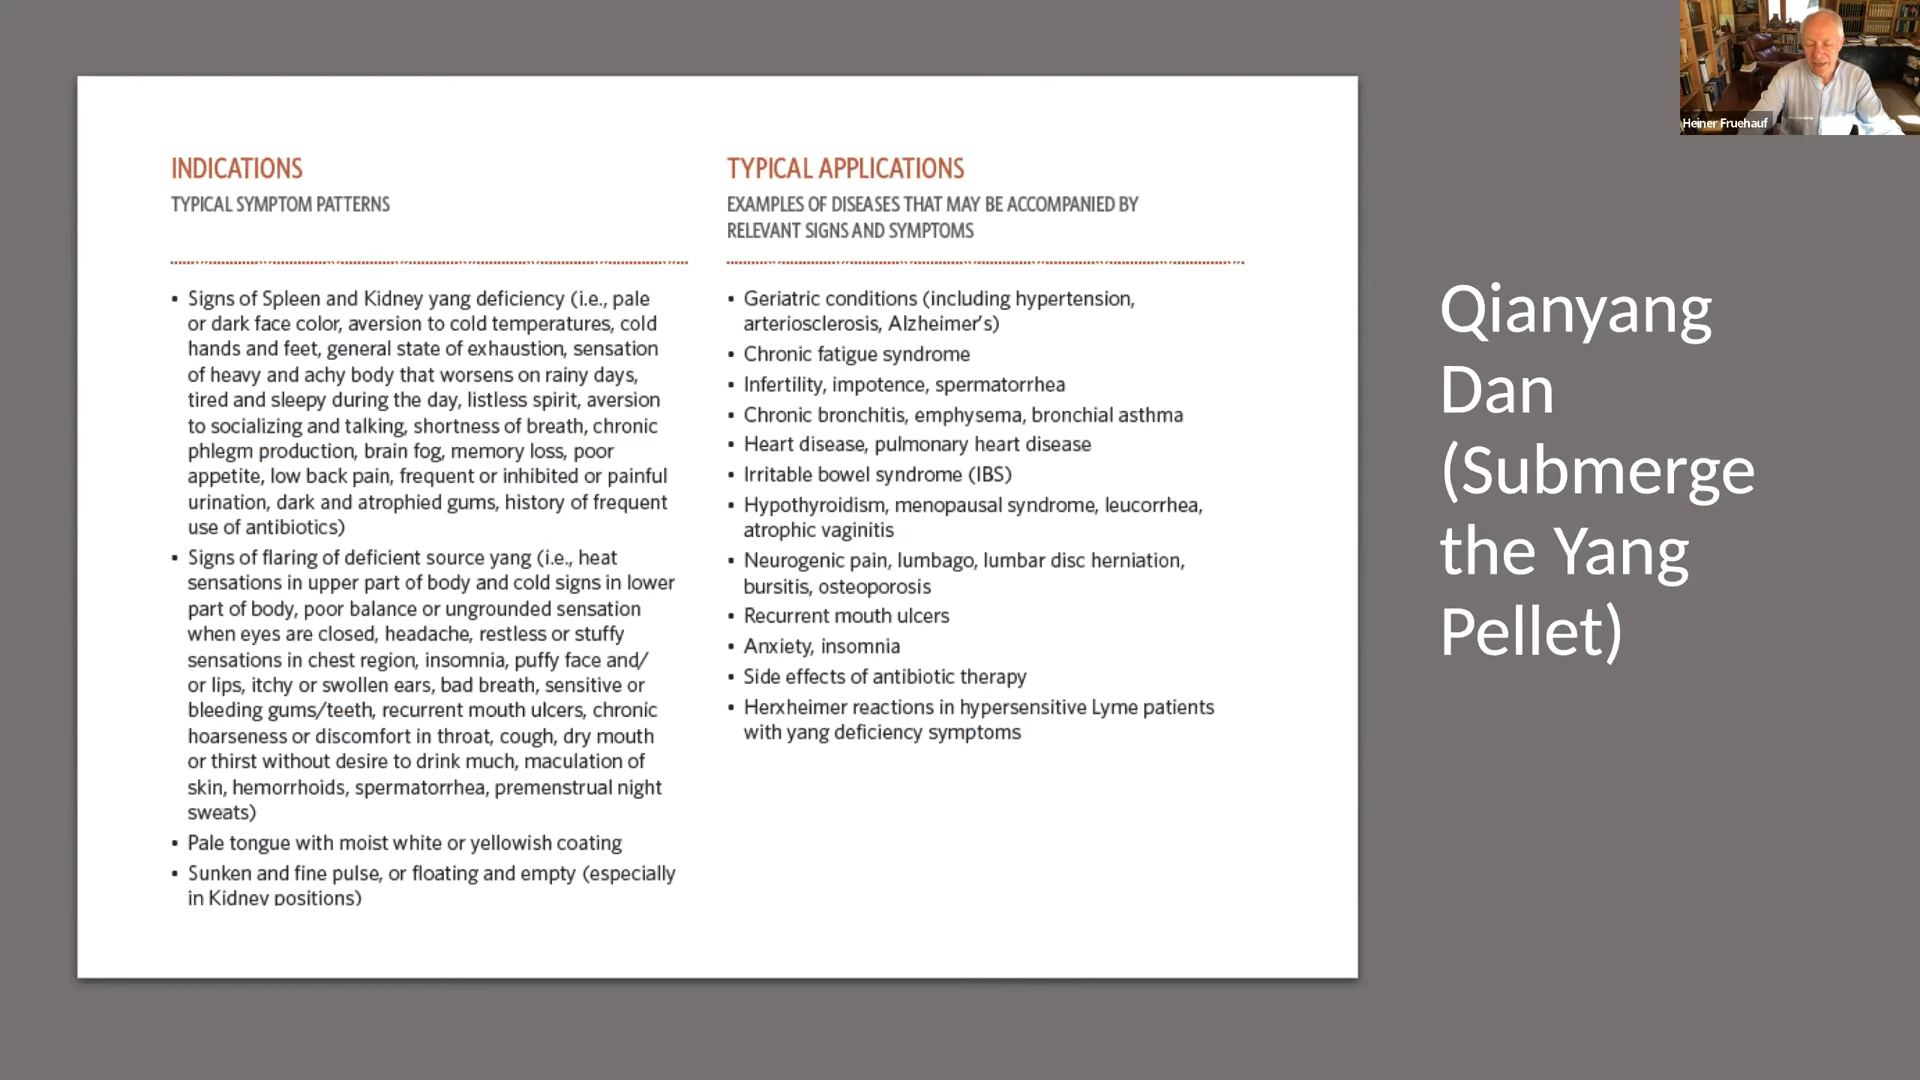 Heiner Fruehauf
INDICATIONS
TYPICAL SYMPTOM PATTERNS
• Signs of Spleen and Kidney yang deficiency (i.e., pale
or dark face color, aversion to cold temperatures, cold
hands and feet, general state of exhaustion, sensation
of heavy and achy body that worsens on rainy days,
tired and sleepy during the day, listless spirit, aversion
to socializing and talking, shortness of breath, chronic
phlegm production, brain fog, memory loss, poor
appetite, low back pain, frequent or inhibited or painful
urination, dark and atrophied gums, history of frequent
use of antibiotics)
• Signs of flaring of deficient source yang (i.e., heat
sensations in upper part of body and cold signs in lower
part of body, poor balance or ungrounded sensation
when eyes are closed, headache, restless or stuffy
sensations in chest region, insomnia, puffy face and/
or lips, itchy or swollen ears, bad breath, sensitive or
bleeding gums/teeth, recurrent mouth ulcers, chronic
hoarseness or discomfort in throat, cough, dry mouth
or thirst without desire to drink much, maculation of
skin, hemorrhoids, spermatorrhea, premenstrual night
sweats)
• Pale tongue with moist white or yellowish coating
• Sunken and fine pulse, or floating and empty (especially
in Kidney positions)
TYPICAL APPLICATIONS
EXAMPLES OF DISEASES THAT MAY BE ACCOMPANIED BY
RELEVANT SIGNS AND SYMPTOMS
• Geriatric conditions (including hypertension,
arteriosclerosis, Alzheimer's)
• Chronic fatigue syndrome
• Infertility, impotence, spermatorrhea
• Chronic bronchitis, emphysema, bronchial asthma
• Heart disease, pulmonary heart disease
• Irritable bowel syndrome (IBS)
• Hypothyroidism, menopausal syndrome, leucorrhea,
atrophic vaginitis
• Neurogenic pain, lumbago, lumbar disc herniation,
bursitis, osteoporosis
• Recurrent mouth ulcers
• Anxiety, insomnia
• Side effects of antibiotic therapy
• Herxheimer reactions in hypersensitive Lyme patients
with yang deficiency symptoms
Qianyang
Dan
(Submerge
the Yang
Pellet)